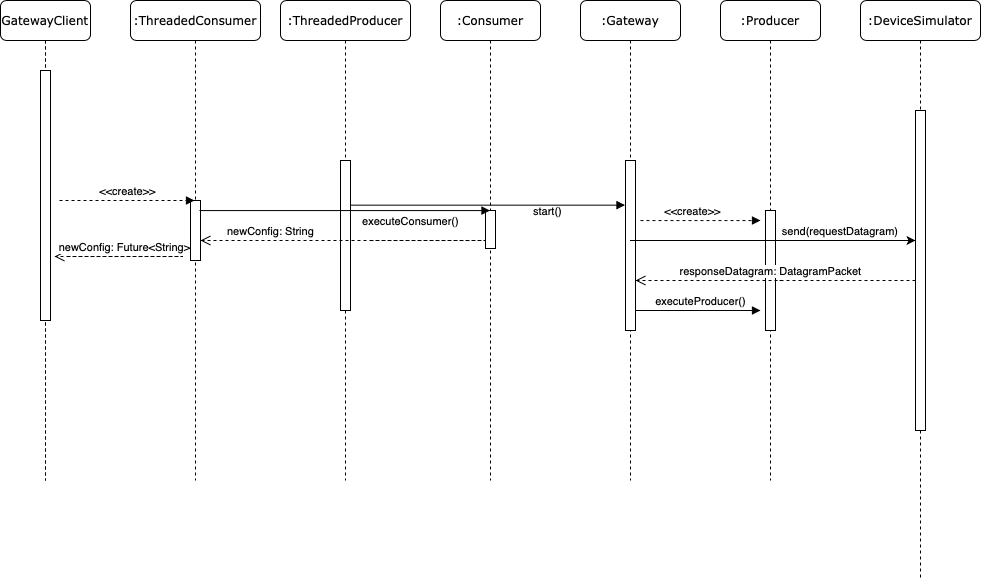 GatewayClient
:ThreadedConsumer
:ThreadedProducer
:Consumer
:Gateway
:Producer
:DeviceSimulator
<<create>>
start()
<<create>>
executeConsumer()
newConfig: String
send(requestDatagram)
newConfig: Future<String>
responseDatagram: DatagramPacket
executeProducer()